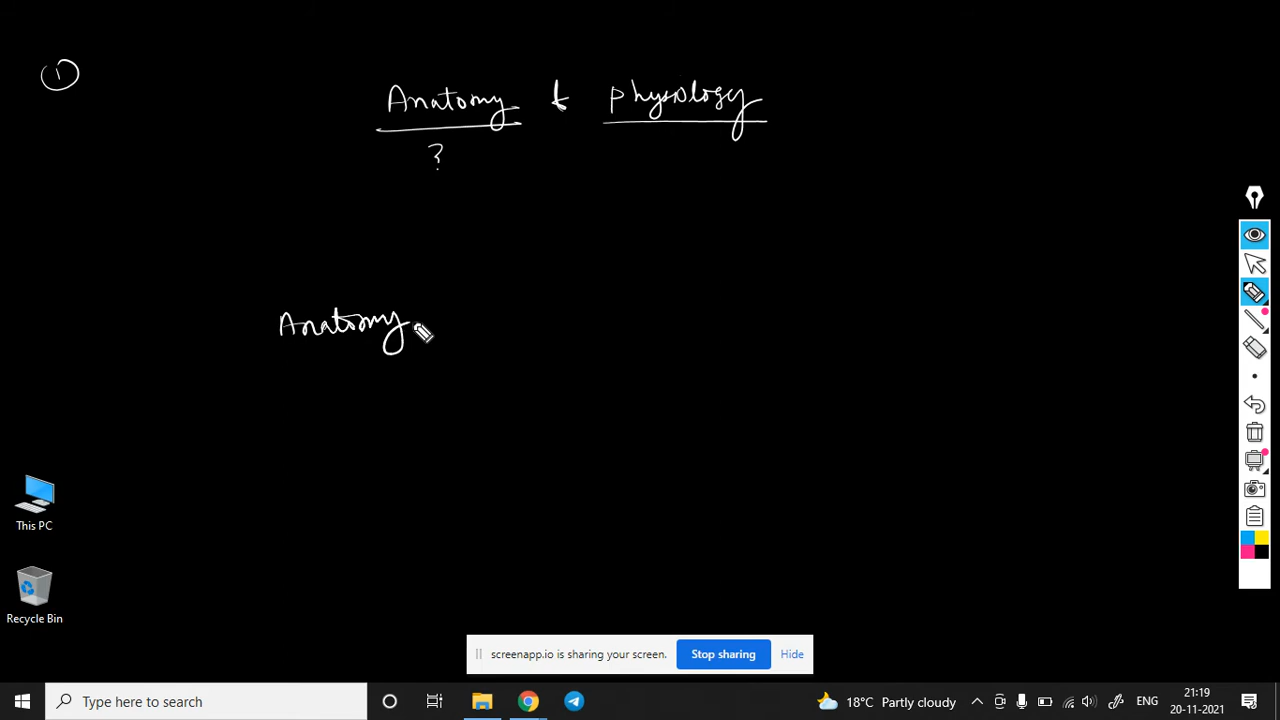 ①
Anatomy & physiology
?
Anatomy
This PC
Recycle Bin
screenapp.io is sharing your screen.
Stop sharing
Hide
Type here to search
18°C Partly cloudy
ENG
21:19
20-11-2021